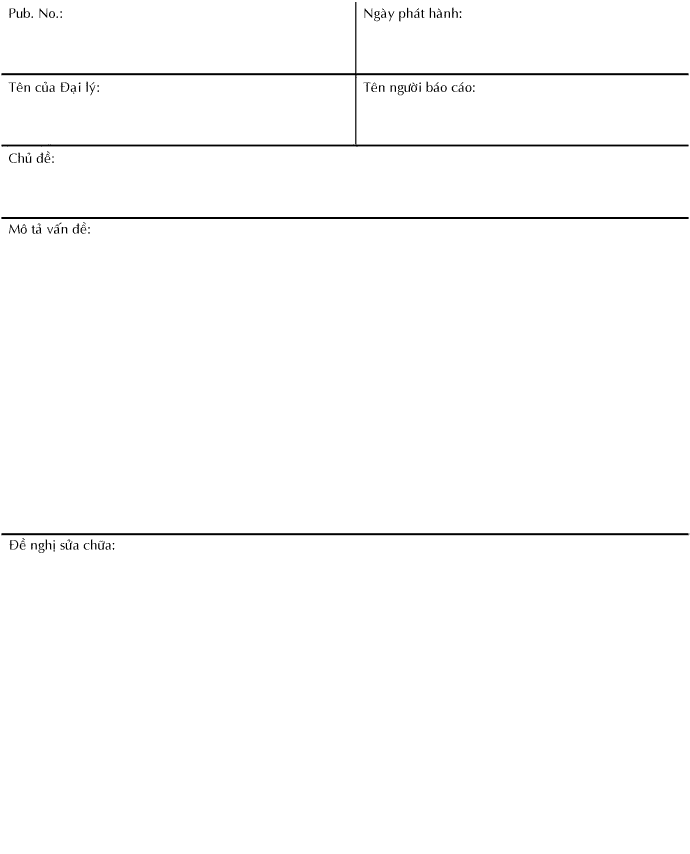 Pub. No.:
Ngày phát hành:
Tên của Đại lý:
Tên người báo cáo:
Chủ đề:
Mô tả vấn đề:
Đề nghị sửa chữa: